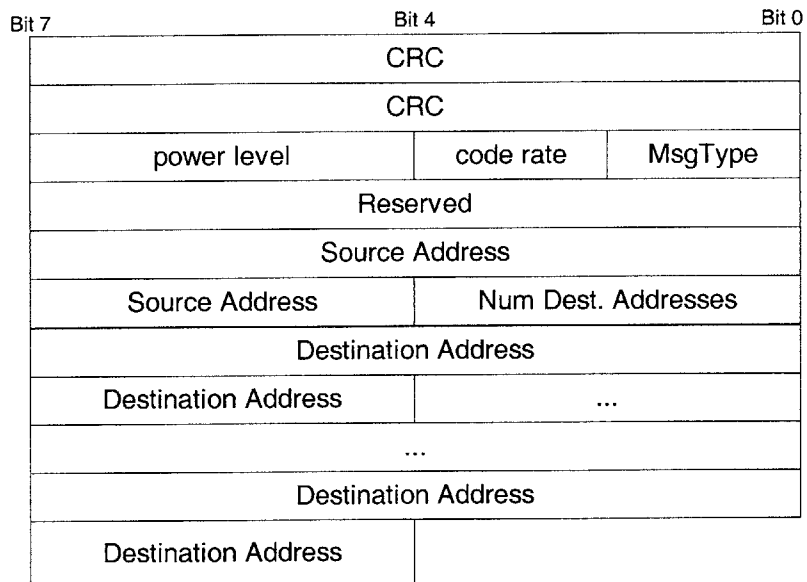 Bit 7 Bit 4 Bit 0
CRC
CRC
power level code rate MsgType
Reserved
Source Address
Source Address Num Dest. Addresses
Destination Address
Destination Address ...
...
Destination Address
Destination Address